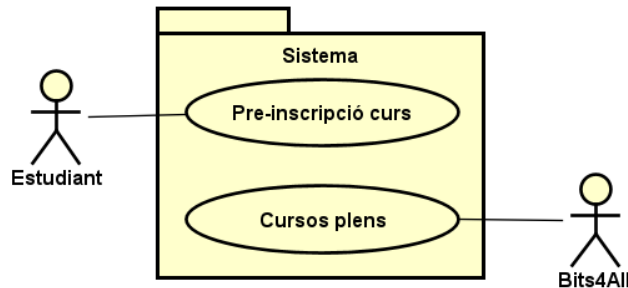 Sistema
Pre-inscripció curs
Estudiant
Cursos plens
Bits4All